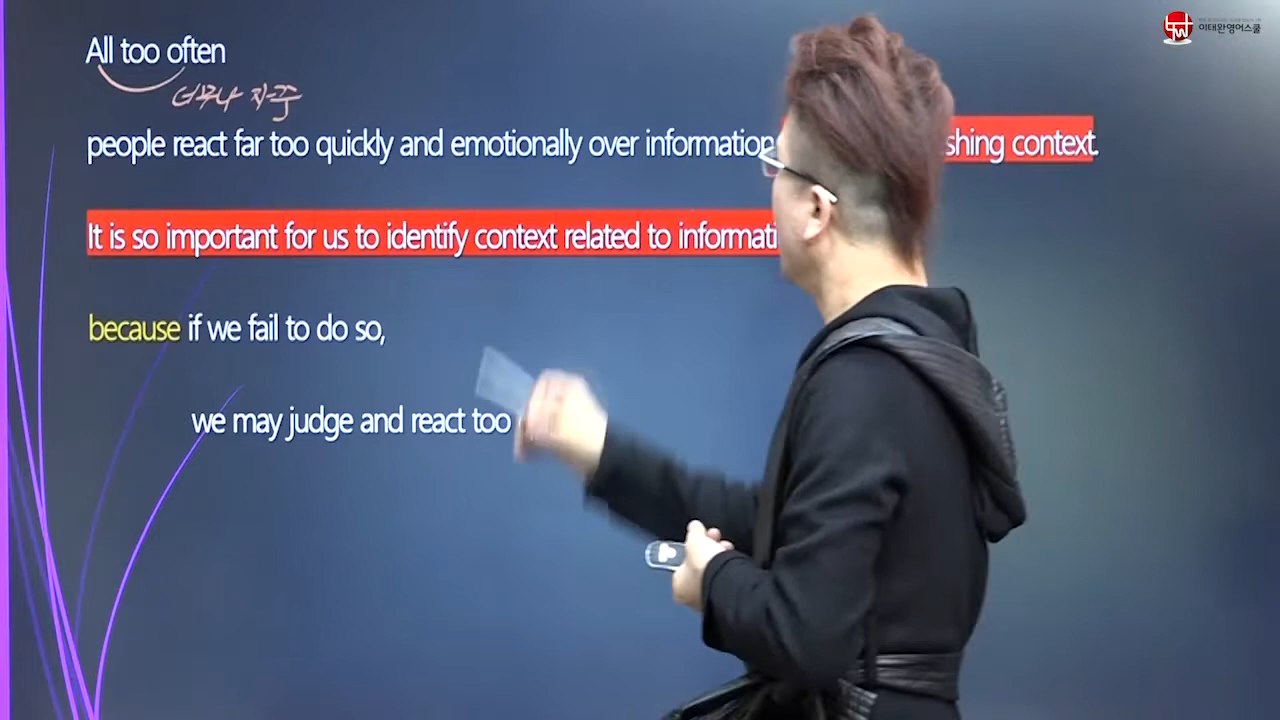 이태완영어스쿨
All too often
너무나 자주
people react far too quickly and emotionally over information shing context.
It is so important for us to identify context related to informati
because if we fail to do so,
we may judge and react too